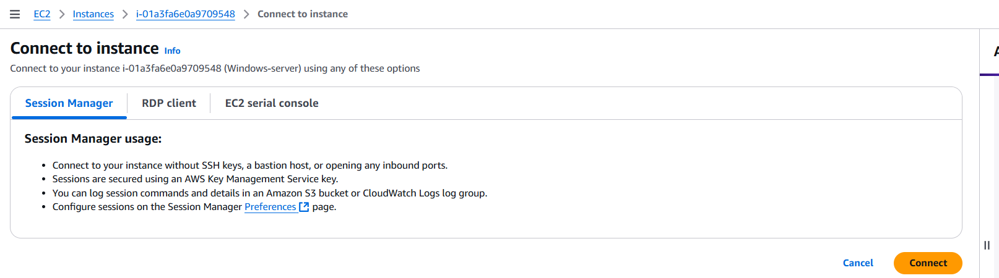 EC2 Instances i-01a3fa6e0a9709548 Connect to instance
Connect to instance Info
Connect to your instance i-01a3fa6e0a9709548 (Windows-server) using any of these options
Session Manager RDP client EC2 serial console
Session Manager usage:
• Connect to your instance without SSH keys, a bastion host, or opening any inbound ports.
• Sessions are secured using an AWS Key Management Service key.
• You can log session commands and details in an Amazon S3 bucket or CloudWatch Logs log group.
• Configure sessions on the Session Manager Preferences page.
Cancel Connect